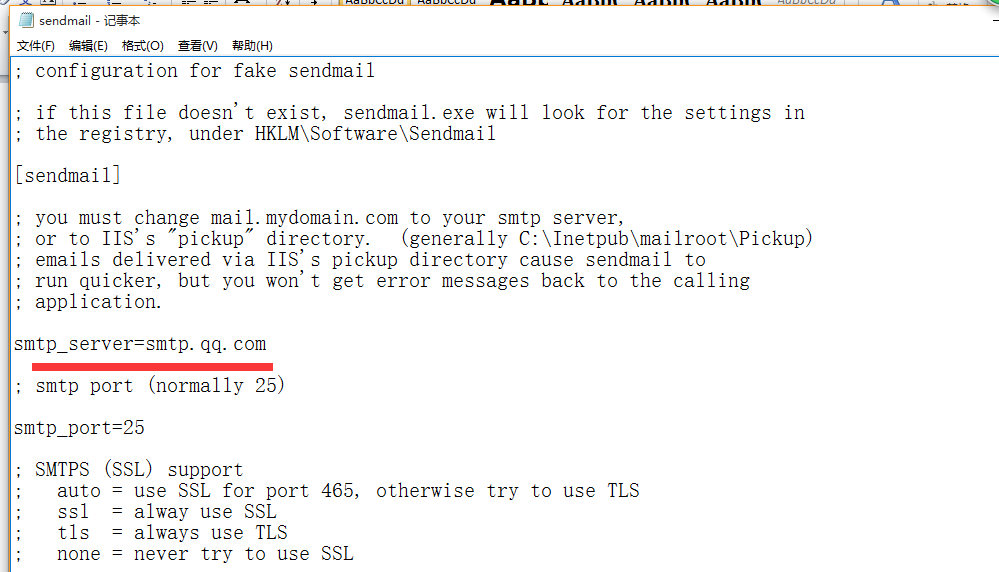 AaBbCcDd
sendmail - 记事本
文件(F) 编辑(E) 格式(O) 查看(V) 帮助(H)
; configuration for fake sendmail
; if this file doesn't exist, sendmail.exe will look for the settings in
; the registry, under HKLM\Software\Sendmail
[sendmail]
; you must change mail.mydomain.com to your smtp server,
; or to IIS's "pickup" directory.  (generally C:\Inetpub\mailroot\Pickup)
; emails delivered via IIS's pickup directory cause sendmail to
; run quicker, but you won't get error messages back to the calling
; application.
smtp_server=smtp.qq.com
; smtp port (normally 25)
smtp_port=25
; SMTPS (SSL) support
;   auto = use SSL for port 465, otherwise try to use TLS
;   ssl  = alway use SSL
;   tls  = always use TLS
;   none = never try to use SSL